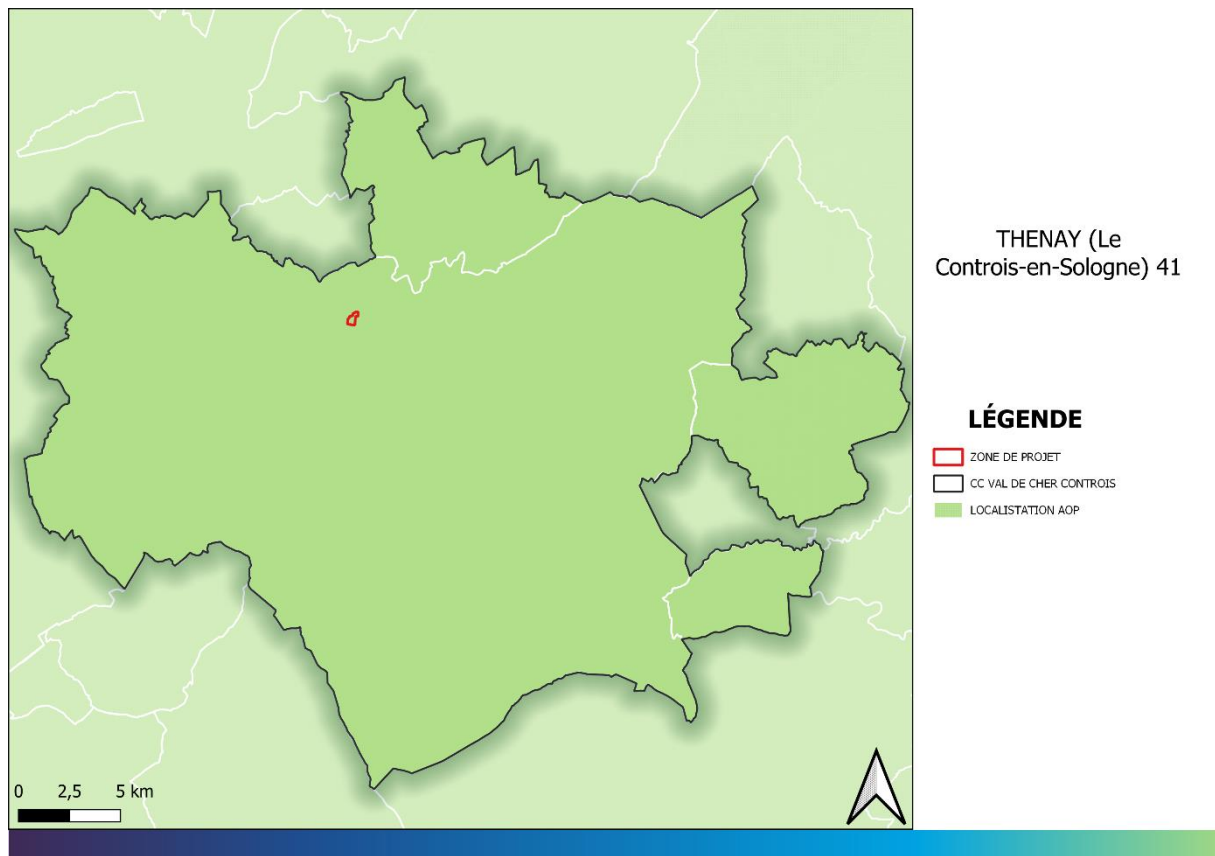 THENAY (Le
Controis-en-Sologne) 41
LÉGENDE
ZONE DE PROJET
CC VAL DE CHER CONTROIS
LOCALISTATION AOP
0 2,5 5 km